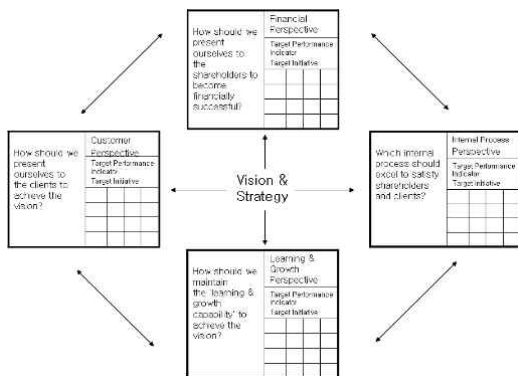 How should we
present
ourselves to
the
shareholders to
become
financially
successful?
Financial
Perspective
Target Performance
Indicator
Target Initiative
How should we
present
ourselves to
the clients to
achieve the
vision?
Customer
Perspective
Target Performance
Indicator
Target Initiative
Vision &
Strategy
Which internal
process should
excel to satisfy
shareholders
and clients?
Internal Process
Perspective
Target Performance
Indicator
Target Initiative
How should we
maintain
the 'learning &
growth
capability' to
achieve the
vision?
Learning &
Growth
Perspective
Target Performance
Indicator
Target Initiative